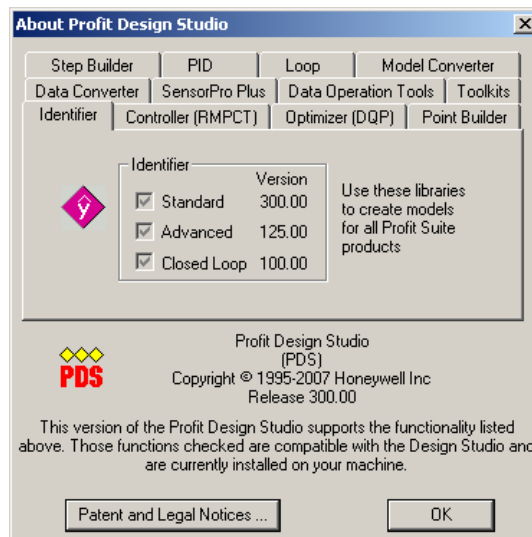 About Profit Design Studio
Step Builder PID Loop Model Converter
Data Converter SensorPro Plus Data Operation Tools Toolkits
Identifier Controller (RMPCT) Optimizer (DQP) Point Builder
Identifier
Version
Standard 300.00
Advanced 125.00
Closed Loop 100.00
Use these libraries
to create models
for all Profit Suite
products
ŷ
PDS
Profit Design Studio
(PDS)
Copyright © 1995-2007 Honeywell Inc
Release 300.00
This version of the Profit Design Studio supports the functionality listed
above. Those functions checked are compatible with the Design Studio and
are currently installed on your machine.
Patent and Legal Notices ... OK